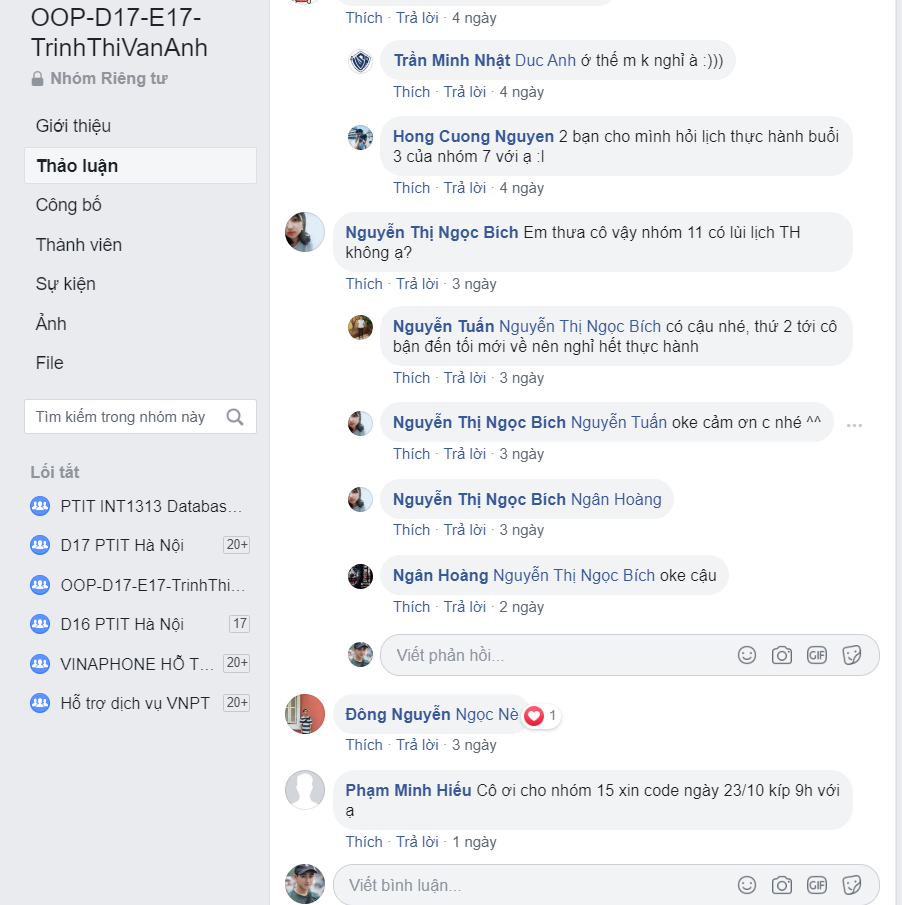 OOP-D17-E17-
TrinhThiVanAnh
Nhóm Riêng tư
Giới thiệu
Thảo luận
Công bố
Thành viên
Sự kiện
Ảnh
File
Tìm kiếm trong nhóm này
Lối tắt
PTIT INT1313 Databas...
D17 PTIT Hà Nội 20+
OOP-D17-E17-TrinhThi...
D16 PTIT Hà Nội 17
VINAPHONE HỖ T... 20+
Hỗ trợ dịch vụ VNPT 20+
Thích · Trả lời · 4 ngày
Trần Minh Nhật Duc Anh ớ thế m k nghỉ à :)))
Thích · Trả lời · 4 ngày
Hong Cuong Nguyen 2 bạn cho mình hỏi lịch thực hành buổi
3 của nhóm 7 với ạ :l
Thích · Trả lời · 4 ngày
Nguyễn Thị Ngọc Bích Em thưa cô vậy nhóm 11 có lùi lịch TH
không ạ?
Thích · Trả lời · 3 ngày
Nguyễn Tuấn Nguyễn Thị Ngọc Bích có cậu nhé, thứ 2 tới cô
bận đến tối mới về nên nghỉ hết thực hành
Thích · Trả lời · 3 ngày
Nguyễn Thị Ngọc Bích Nguyễn Tuấn oke cảm ơn c nhé ^^
Thích · Trả lời · 3 ngày
Nguyễn Thị Ngọc Bích Ngân Hoàng
Thích · Trả lời · 3 ngày
Ngân Hoàng Nguyễn Thị Ngọc Bích oke cậu
Thích · Trả lời · 2 ngày
Viết phản hồi... GIF
Đông Nguyễn Ngọc Nè 1
Thích · Trả lời · 3 ngày
Phạm Minh Hiếu Cô ơi cho nhóm 15 xin code ngày 23/10 kíp 9h với
ạ
Thích · Trả lời · 1 ngày
Viết bình luận... GIF